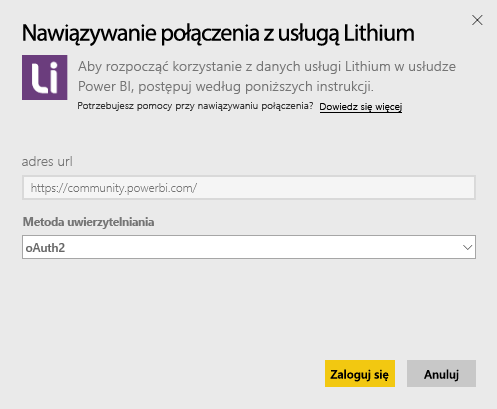 Nawiązywanie połączenia z usługą Lithium
Li
Aby rozpocząć korzystanie z danych usługi Lithium w usłudze
Power BI, postępuj według poniższych instrukcji.
Potrzebujesz pomocy przy nawiązywaniu połączenia? Dowiedz się więcej
adres url
https://community.powerbi.com/
Metoda uwierzytelniania
oAuth2
Zaloguj się
Anuluj